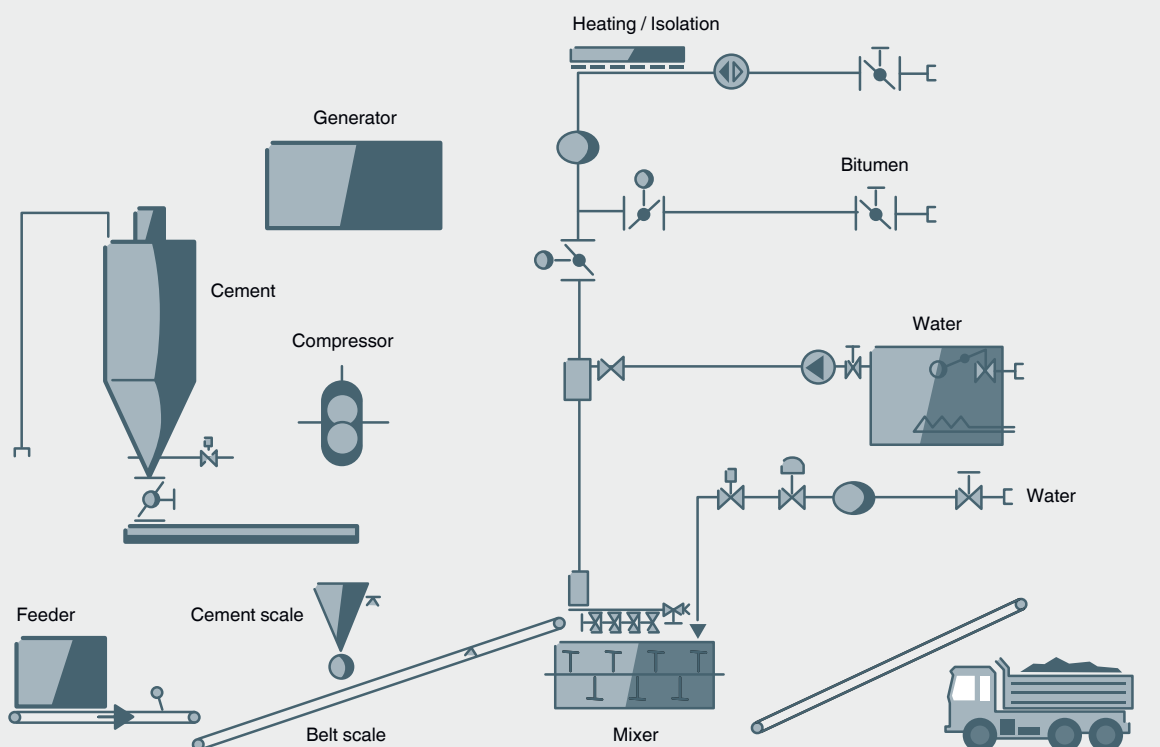 Heating / Isolation
Generator
Bitumen
Cement
Water
Compressor
Water
Feeder
Cement scale
Belt scale
Mixer